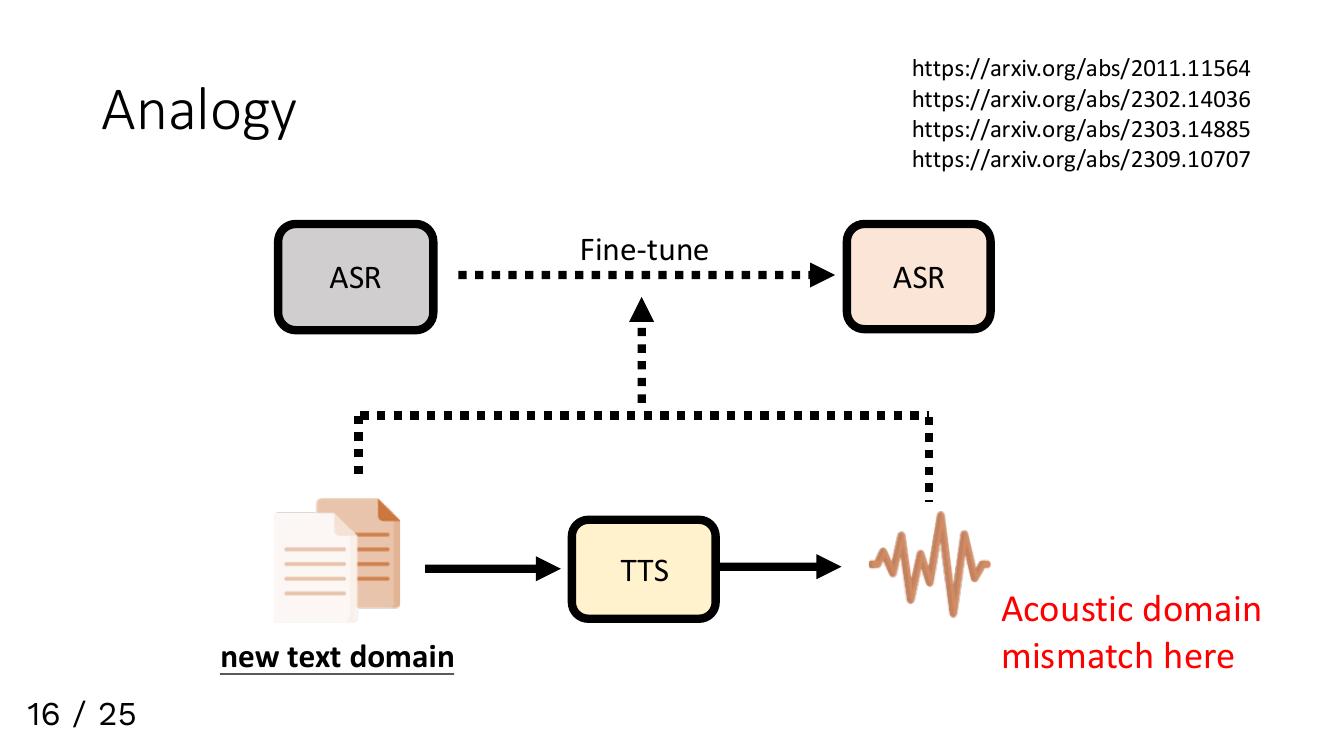 Analogy
https://arxiv.org/abs/2011.11564
https://arxiv.org/abs/2302.14036
https://arxiv.org/abs/2303.14885
https://arxiv.org/abs/2309.10707
ASR
Fine-tune
ASR
TTS
new text domain
Acoustic domain
mismatch here
16 / 25